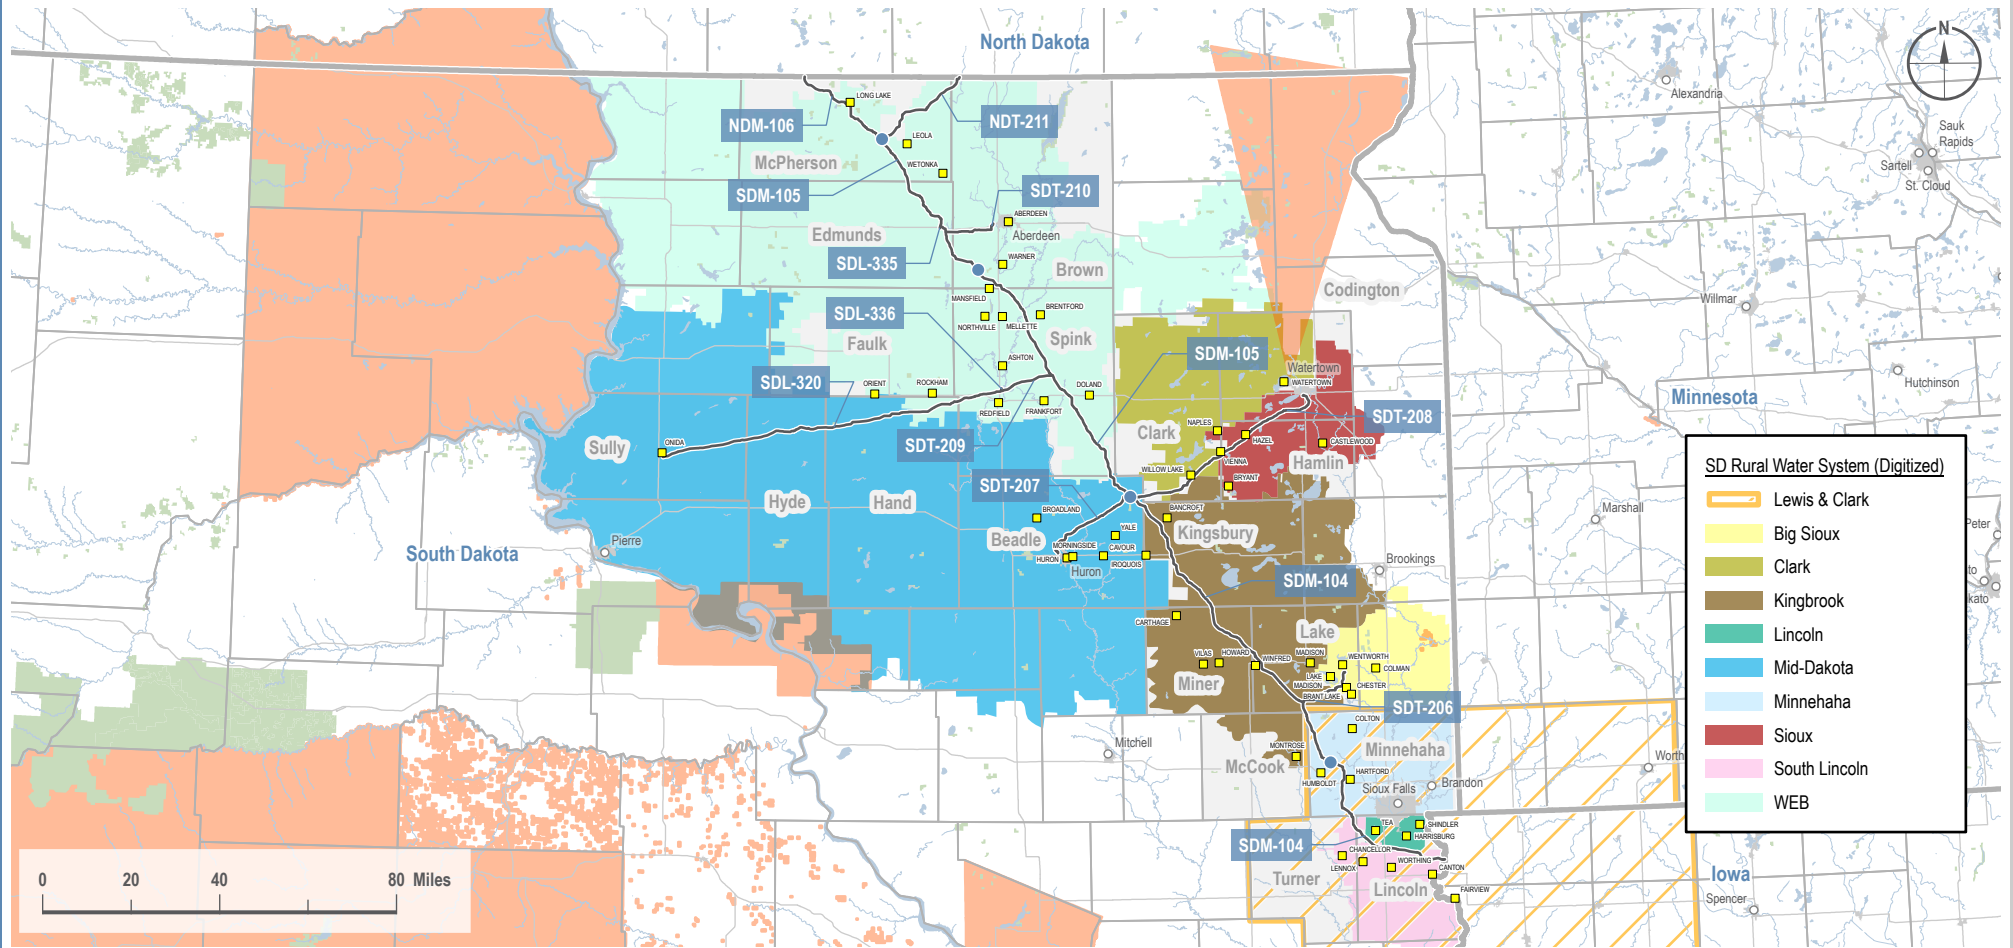 North Dakota
N
NDM-106
LONG LAKE
NDT-211
LEOLA
McPherson
WETONKA
SDM-105
SDT-210
ABERDEEN
Aberdeen
Edmunds
SDL-335
WARNER
Brown
MANSFIELD
SDL-336
BRENTFORD
NORTHVILLE
MELLETTE
Spink
Faulk
ASHTON
SDM-105
Codington
Watertown
WATERTOWN
SDL-320
ORIENT
ROCKHAM
DOLAND
REDFIELD
FRANKFORT
SDT-208
SDT-209
NAPLES
Clark
HAZEL
CASTLEWOOD
ONIDA
Sully
VIENNA
Hamlin
WILLOW LAKE
BRYANT
SDT-207
Hyde
Hand
BROADLAND
BANCROFT
Kingsbury
YALE
Beadle
MORNINGSIDE
CAVOUR
HURON
Huron
IROQUOIS
Pierre
South Dakota
Brookings
SDM-104
CARTHAGE
Lake
VILAS
HOWARD
WINFRED
MADISON
WENTWORTH
COLMAN
LAKE
MADISON
CHESTER
Miner
BRANT LAKE
SDT-206
COLTON
Mitchell
MONTROSE
Minnehaha
McCook
HUMBOLDT
HARTFORD
Brandon
Sioux Falls
TEA
SHINDLER
HARRISBURG
SDM-104
CHANCELLOR
LENNOX
WORTHING
CANTON
Turner
Lincoln
FAIRVIEW
Alexandria
Sauk
Rapids
Sartell
St. Cloud
Willmar
Hutchinson
Minnesota
Marshall
Peter
to
kato
Worth
Iowa
Spencer
SD Rural Water System (Digitized)
Lewis & Clark
Big Sioux
Clark
Kingbrook
Lincoln
Mid-Dakota
Minnehaha
Sioux
South Lincoln
WEB
0 20 40 80 Miles